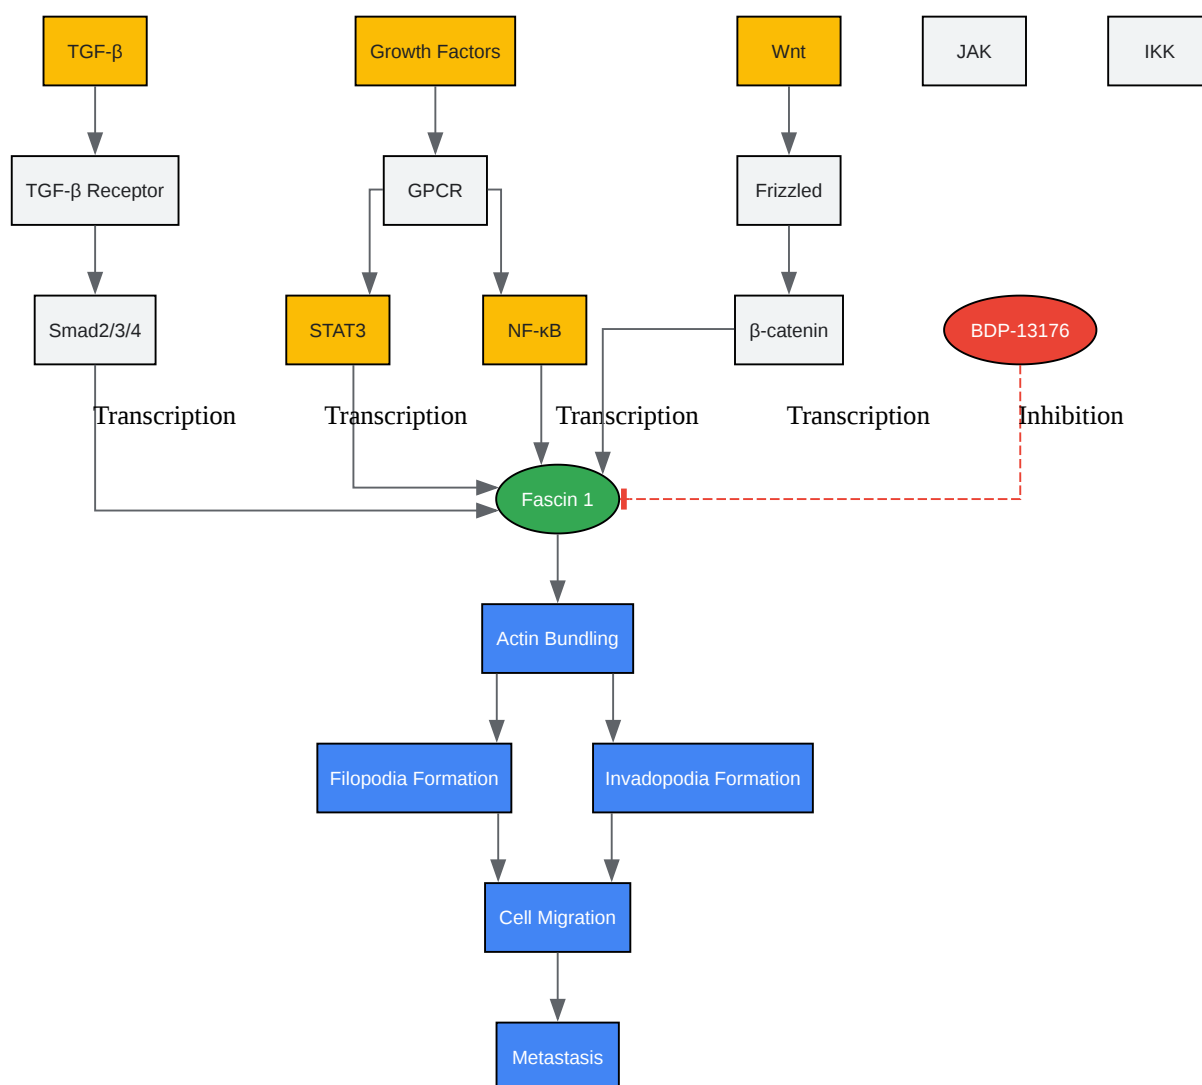 TGF-β
Growth Factors
Wnt
JAK
IKK
TGF-β Receptor
GPCR
Frizzled
Smad2/3/4
STAT3
NF-κB
β-catenin
BDP-13176
Transcription
Transcription
Transcription
Transcription
Inhibition
Fascin 1
Actin Bundling
Filopodia Formation
Invadopodia Formation
Cell Migration
Metastasis